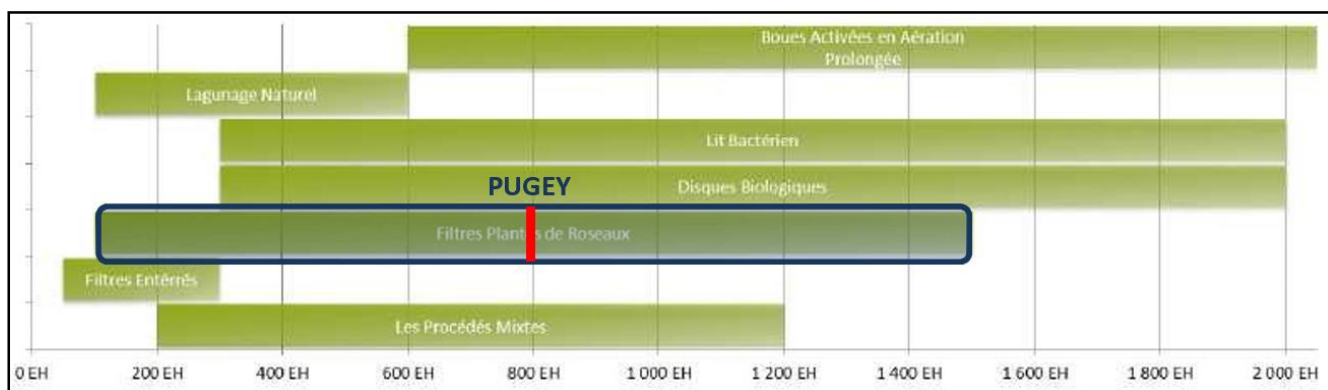 Boues Activées en Aération
Prolongée
Lagunage Naturel
Lit Bactérien
PUGEY
Disques Biologiques
Filtres Plantés de Roseaux
Filtres Entérrés
Les Procédés Mixtes
0 EH 200 EH 400 EH 600 EH 800 EH 1 000 EH 1 200 EH 1 400 EH 1 600 EH 1 800 EH 2 000 EH